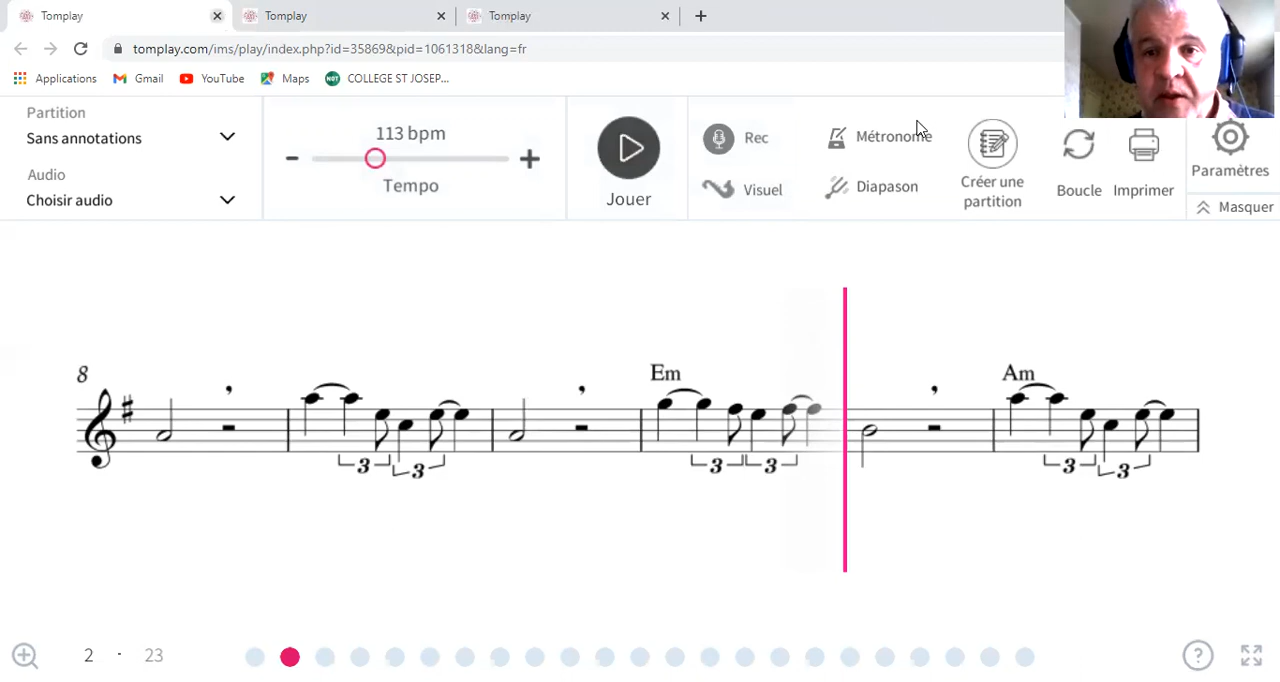 Tomplay
Tomplay
Tomplay
tomplay.com/ims/play/index.php?id=35869&pid=1061318&lang=fr
Applications
Gmail
YouTube
Maps
COLLEGE ST JOSEP...
Partition
Sans annotations
Audio
Choisir audio
113 bpm
Tempo
Jouer
Rec
Visuel
Métronome
Diapason
Créer une
partition
Boucle
Imprimer
Paramètres
Masquer
8
Em
Am
3 3 3 3 3 3
2 · 23
?